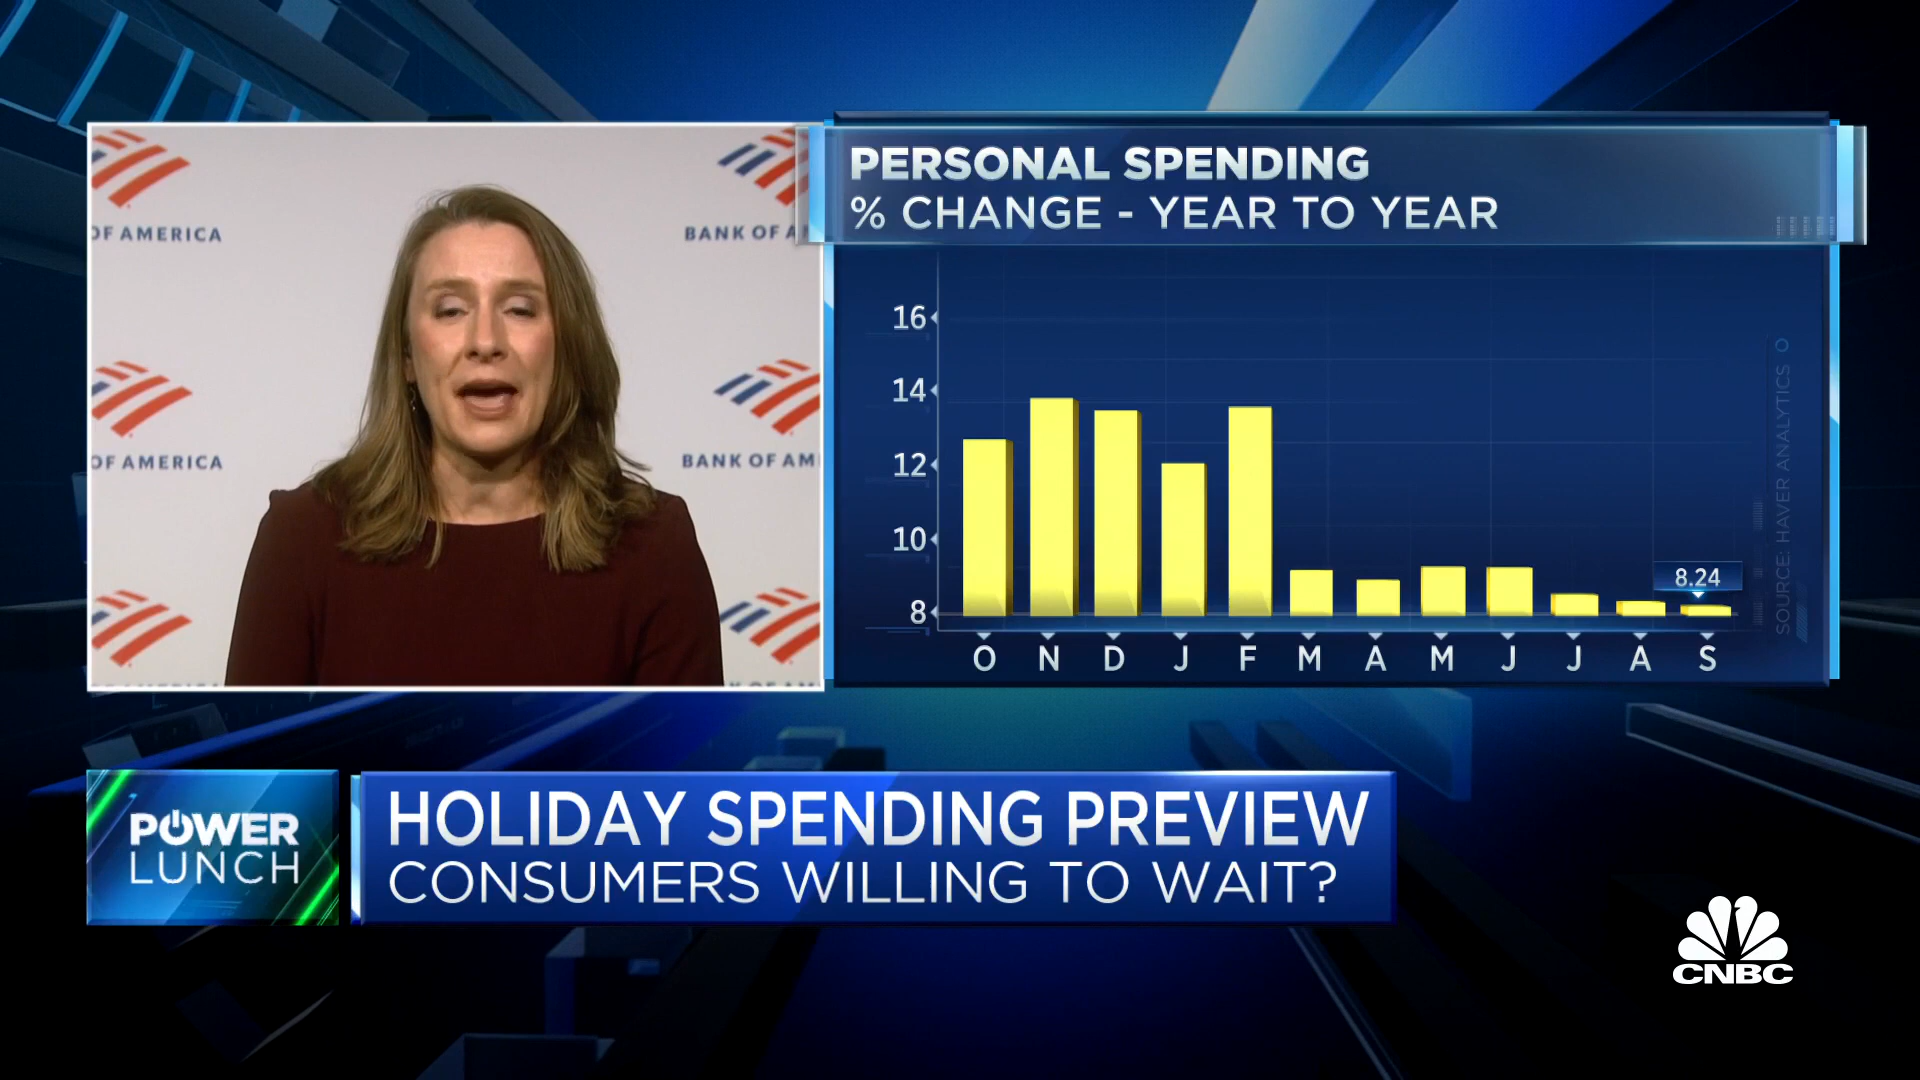 OF AMERICA
BANK OF A
OF AMERICA
BANK OF AM
PERSONAL SPENDING
% CHANGE - YEAR TO YEAR
16
14
12
10
8
8.24
O N D J F M A M J J A S
SOURCE: HAVER ANALYTICS
POWER
LUNCH
HOLIDAY SPENDING PREVIEW
CONSUMERS WILLING TO WAIT?
CNBC